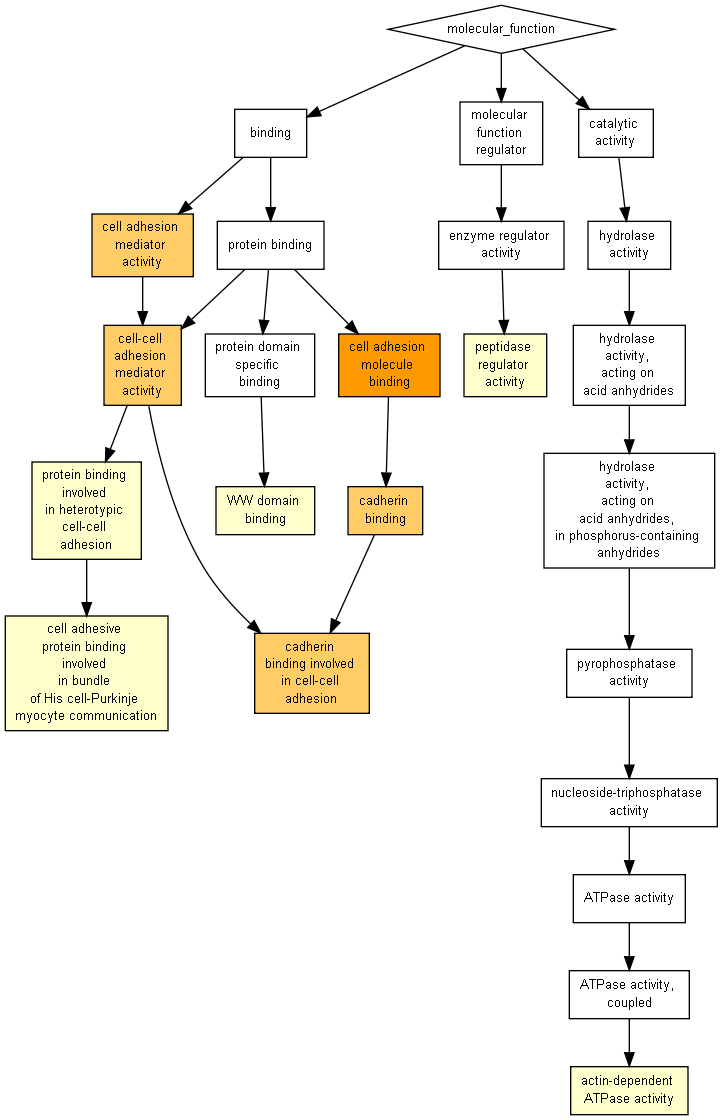 molecular_function
binding
molecular
function
regulator
catalytic
activity
cell adhesion
mediator
activity
protein binding
enzyme regulator
activity
hydrolase
activity
cell-cell
adhesion
mediator
activity
protein domain
specific
binding
cell adhesion
molecule
binding
peptidase
regulator
activity
hydrolase
activity,
acting on
acid anhydrides
protein binding
involved
in heterotypic
cell-cell
adhesion
WW domain
binding
cadherin
binding
hydrolase
activity,
acting on
acid anhydrides,
in phosphorus-containing
anhydrides
cell adhesive
protein binding
involved
in bundle
of His cell-Purkinje
myocyte communication
cadherin
binding involved
in cell-cell
adhesion
pyrophosphatase
activity
nucleoside-triphosphatase
activity
ATPase activity
ATPase activity,
coupled
actin-dependent
ATPase activity